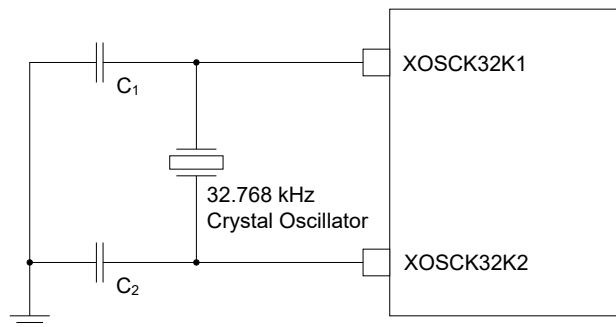 XOSCK32K1
C₁
32.768 kHz
Crystal Oscillator
XOSCK32K2
C₂